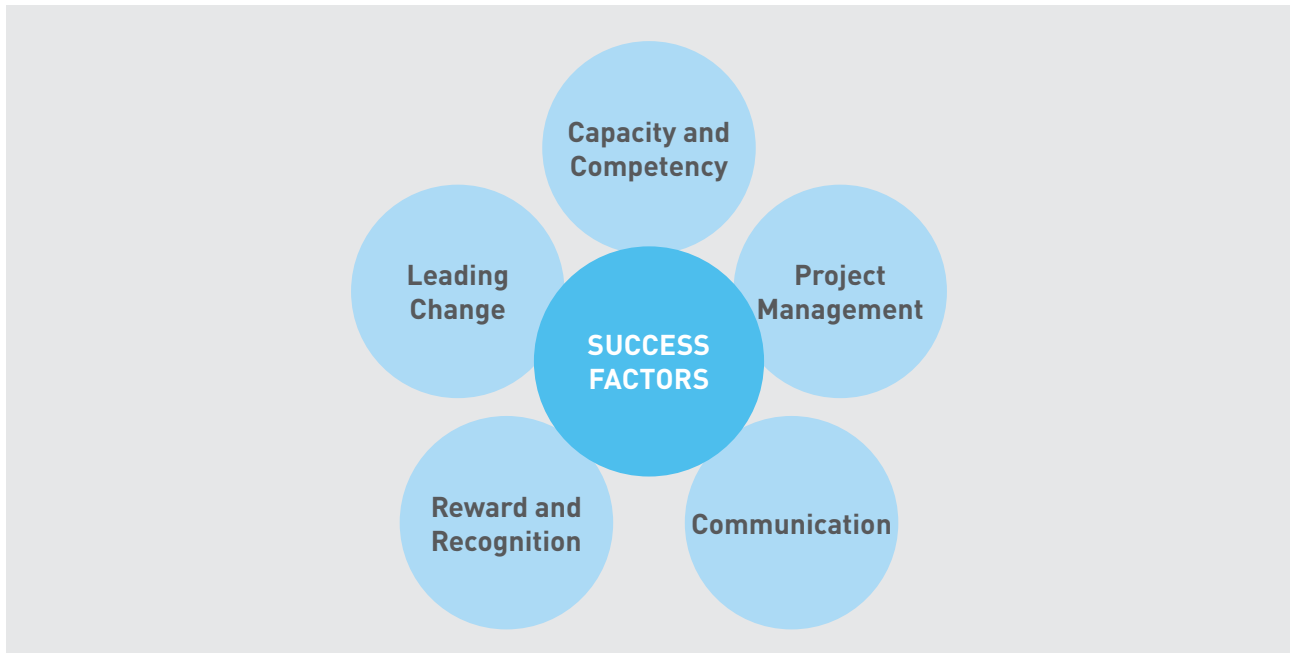 Capacity and
Competency
Leading
Change
Project
Management
SUCCESS
FACTORS
Reward and
Recognition
Communication